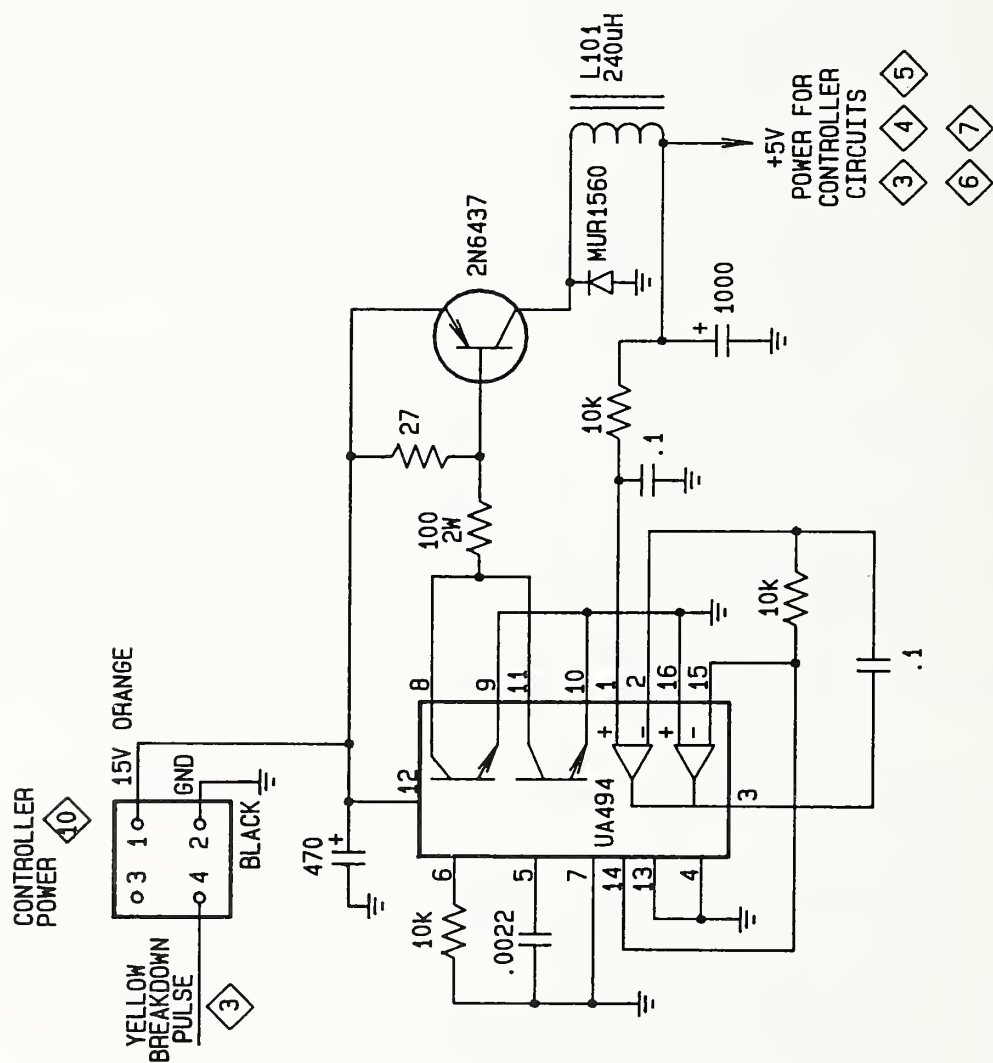 CONTROLLER
POWER
10
3
1
4
2
15V ORANGE
GND
BLACK
YELLOW
BREAKDOWN
PULSE
3
470
+
12
27
2N6437
100
2W
8
9
11
10
1
2
16
15
3
UA494
+
-
+
-
6
5
7
14
13
4
10k
.0022
10k
.1
+
1000
MUR1560
L101
240uH
10k
.1
+5V
POWER FOR
CONTROLLER
CIRCUITS
3 4 5
6 7